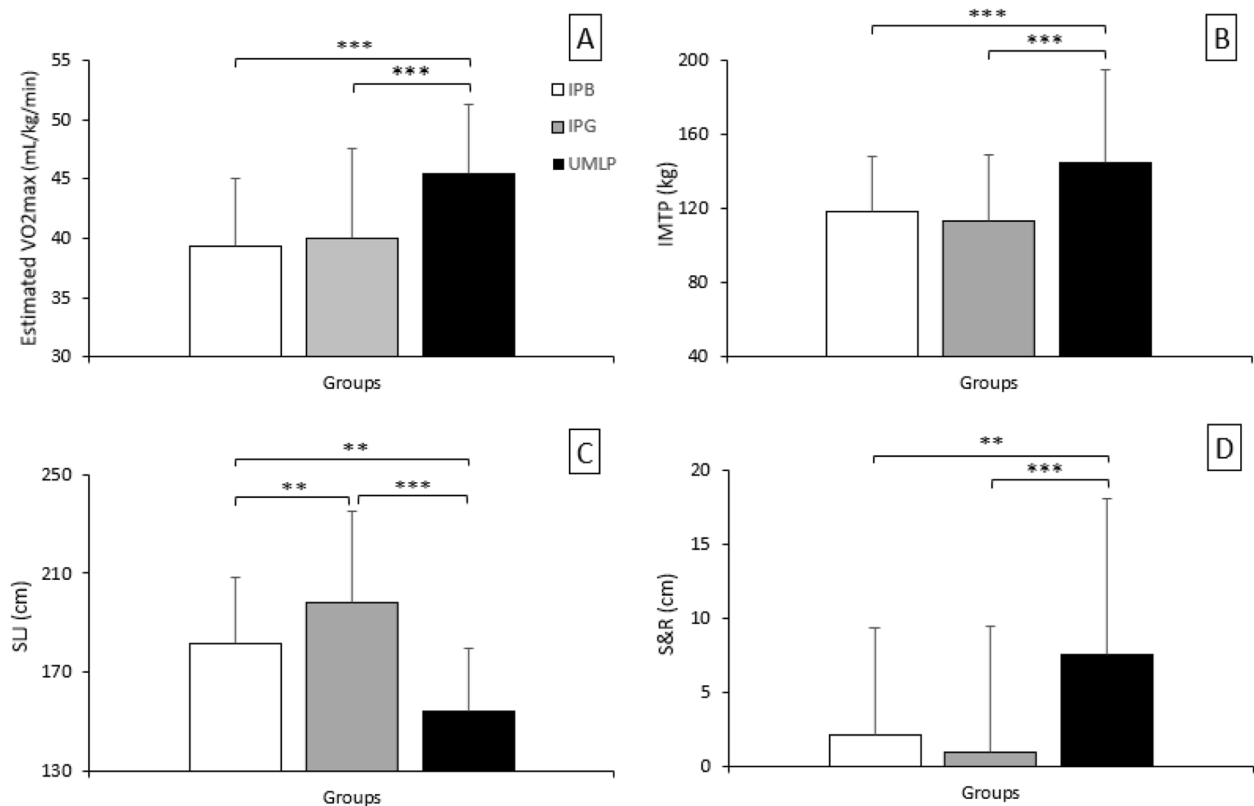 A
***
***
Estimated VO2max (mL/kg/min)
55
50
45
40
35
30
IPB
IPG
UMLP
Groups
B
***
***
IMTP (kg)
200
160
120
80
40
Groups
C
**
**
***
SLJ (cm)
250
210
170
130
Groups
D
**
***
S&R (cm)
20
15
10
5
0
Groups